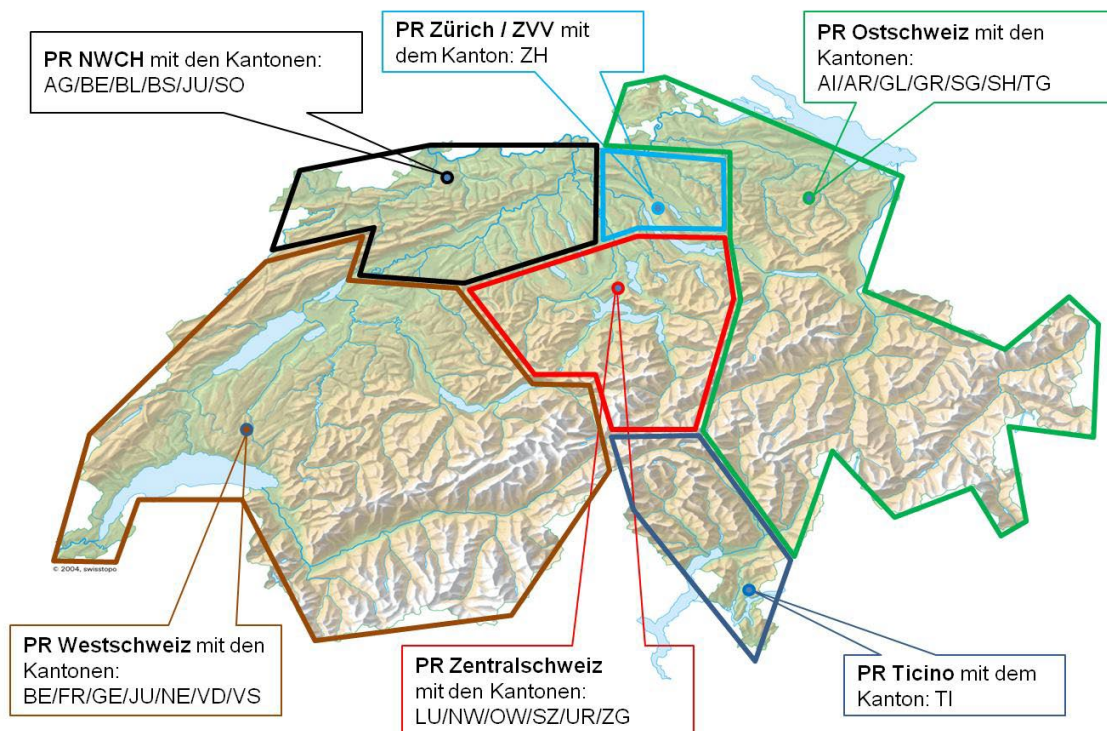 PR NWCH mit den Kantonen:
AG/BE/BL/BS/JU/SO
PR Zürich / ZVV mit
dem Kanton: ZH
PR Ostschweiz mit den
Kantonen:
AI/AR/GL/GR/SG/SH/TG
© 2004, swisstopo
PR Westschweiz mit den
Kantonen:
BE/FR/GE/JU/NE/VD/VS
PR Zentralschweiz
mit den Kantonen:
LU/NW/OW/SZ/UR/ZG
PR Ticino mit dem
Kanton: TI